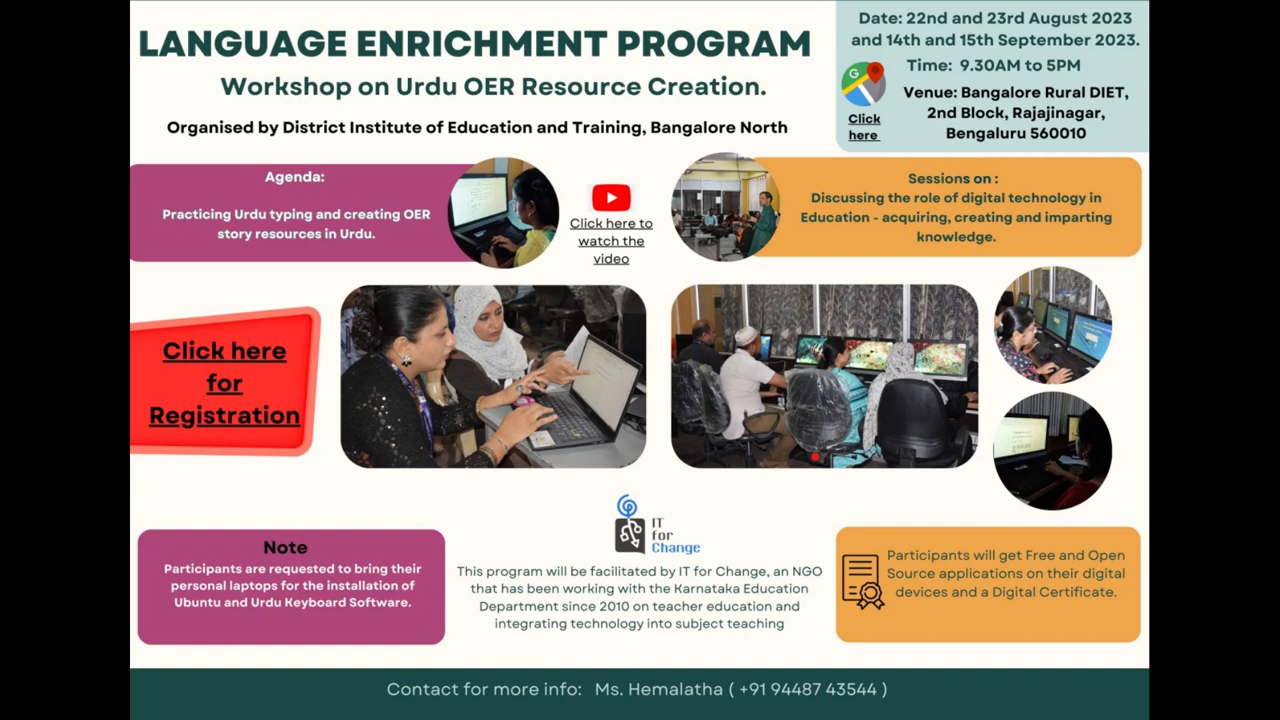 LANGUAGE ENRICHMENT PROGRAM
Workshop on Urdu OER Resource Creation.
Organised by District Institute of Education and Training, Bangalore North
Date: 22nd and 23rd August 2023
and 14th and 15th September 2023.
Time: 9.30AM to 5PM
Venue: Bangalore Rural DIET,
2nd Block, Rajajinagar,
Bengaluru 560010
G
Click
here
Agenda:
Practicing Urdu typing and creating OER
story resources in Urdu.
Click here to
watch the
video
Sessions on :
Discussing the role of digital technology in
Education - acquiring, creating and imparting
knowledge.
Click here
for
Registration
Note
Participants are requested to bring their
personal laptops for the installation of
Ubuntu and Urdu Keyboard Software.
IT
for
Change
This program will be facilitated by IT for Change, an NGO
that has been working with the Karnataka Education
Department since 2010 on teacher education and
integrating technology into subject teaching
Participants will get Free and Open
Source applications on their digital
devices and a Digital Certificate.
Contact for more info: Ms. Hemalatha ( +91 94487 43544 )